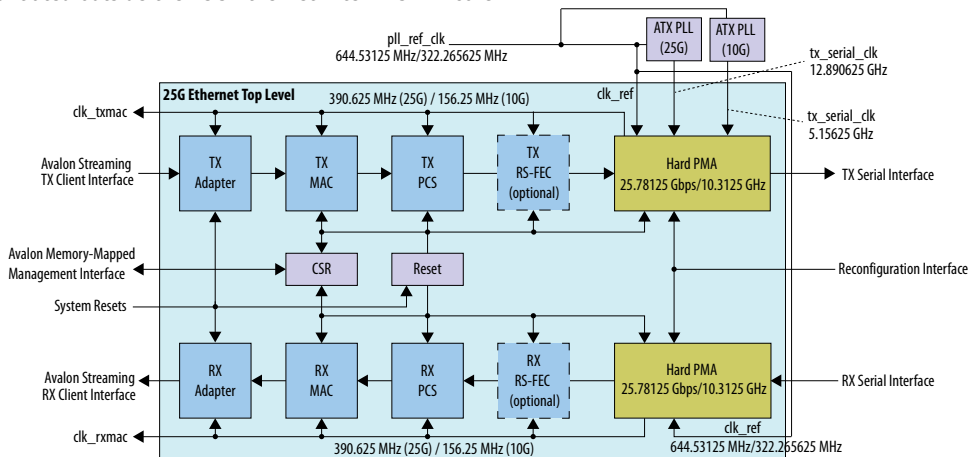 pll_ref_clk
644.53125 MHz/322.265625 MHz
ATX PLL
(25G)
ATX PLL
(10G)
tx_serial_clk
12.890625 GHz
25G Ethernet Top Level
390.625 MHz (25G) / 156.25 MHz (10G)
clk_ref
tx_serial_clk
5.15625 GHz
clk_txmac
Avalon Streaming
TX Client Interface
TX
Adapter
TX
MAC
TX
PCS
TX
RS-FEC
(optional)
Hard PMA
25.78125 Gbps/10.3125 GHz
TX Serial Interface
Avalon Memory-Mapped
Management Interface
CSR
Reset
Reconfiguration Interface
System Resets
Avalon Streaming
RX Client Interface
RX
Adapter
RX
MAC
RX
PCS
RX
RS-FEC
(optional)
Hard PMA
25.78125 Gbps/10.3125 GHz
RX Serial Interface
clk_rxmac
390.625 MHz (25G) / 156.25 MHz (10G)
clk_ref
644.53125 MHz/322.265625 MHz